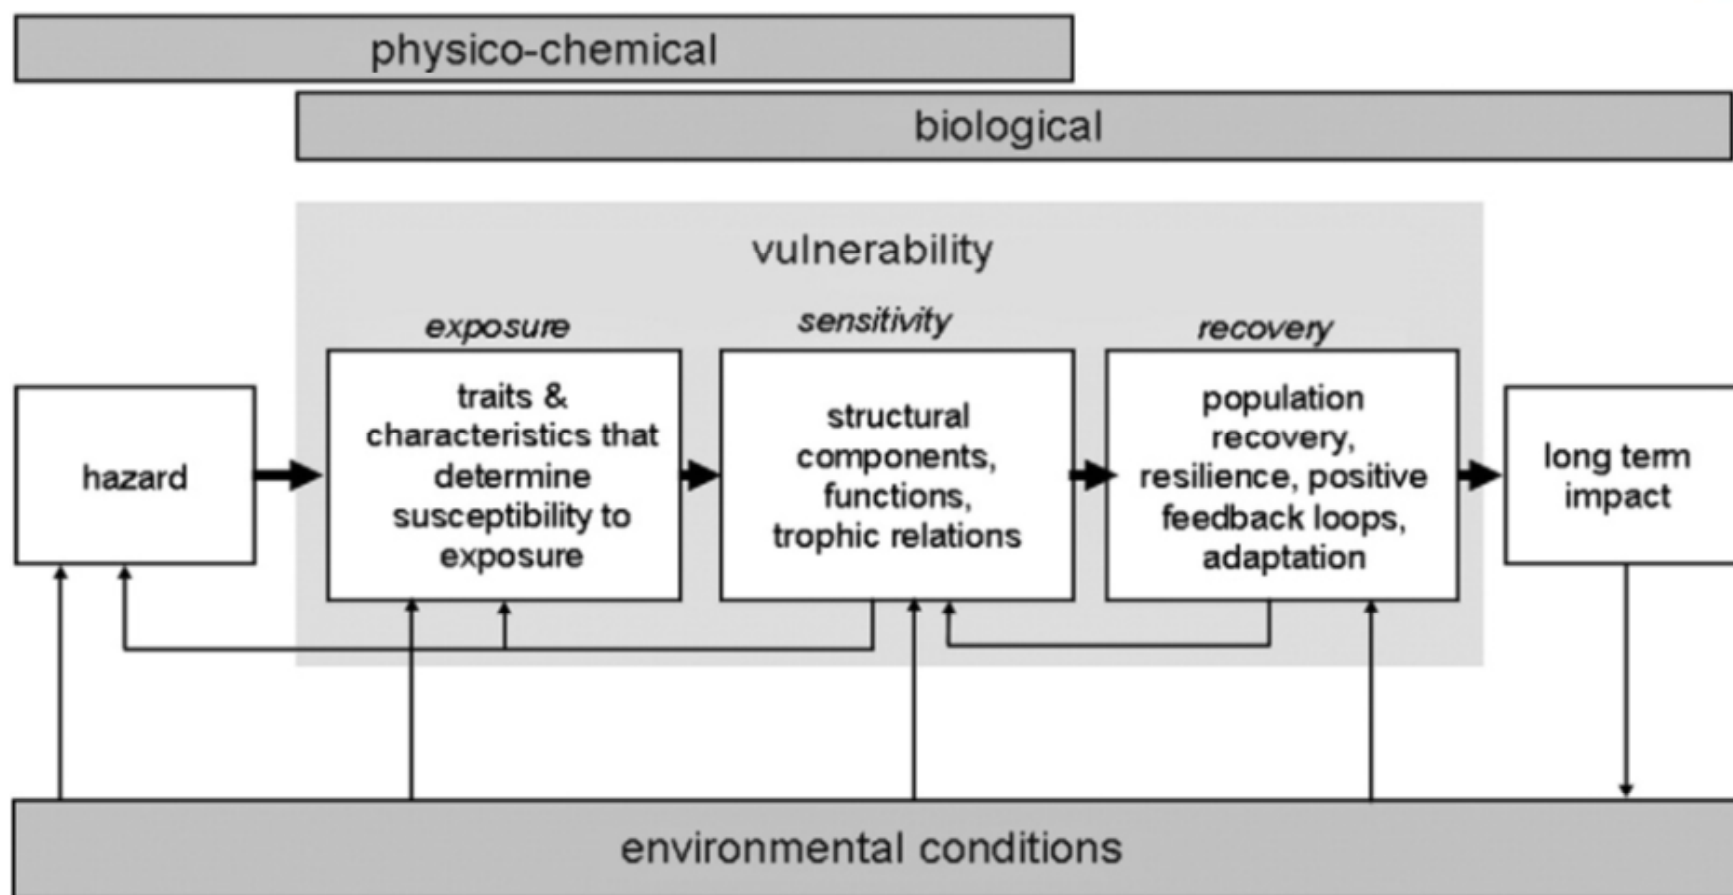 physico-chemical
biological
vulnerability
exposure
sensitivity
recovery
hazard
traits &
characteristics that
determine
susceptibility to
exposure
structural
components,
functions,
trophic relations
population
recovery,
resilience, positive
feedback loops,
adaptation
long term
impact
environmental conditions